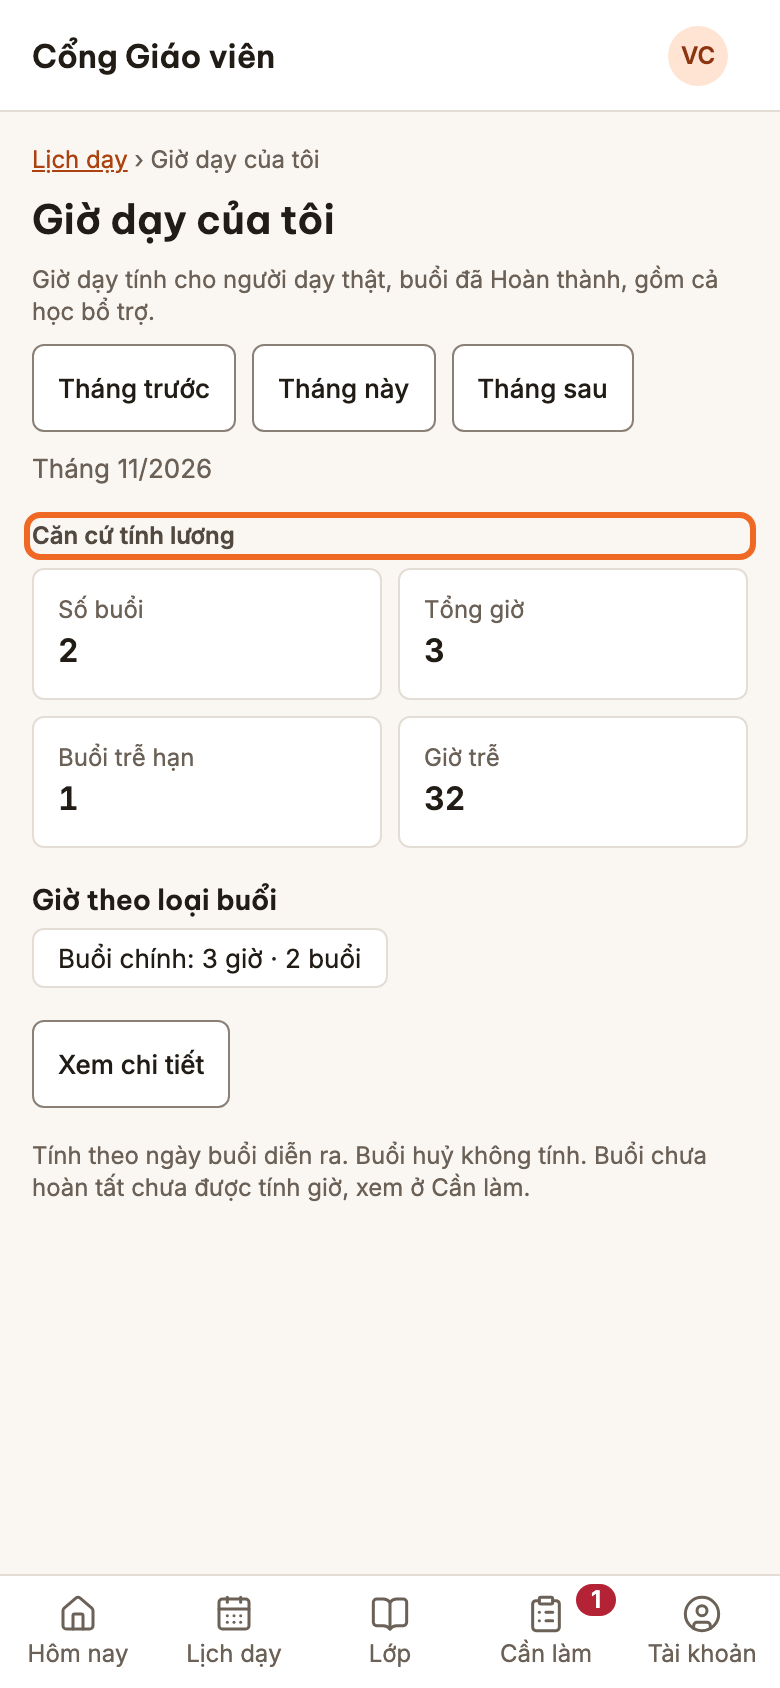 Cổng Giáo viên
VC
Lịch dạy › Giờ dạy của tôi
Giờ dạy của tôi
Giờ dạy tính cho người dạy thật, buổi đã Hoàn thành, gồm cả
học bổ trợ.
Tháng trước
Tháng này
Tháng sau
Tháng 11/2026
Căn cứ tính lương
Số buổi
2
Tổng giờ
3
Buổi trễ hạn
1
Giờ trễ
32
Giờ theo loại buổi
Buổi chính: 3 giờ · 2 buổi
Xem chi tiết
Tính theo ngày buổi diễn ra. Buổi huỷ không tính. Buổi chưa
hoàn tất chưa được tính giờ, xem ở Cần làm.
Hôm nay
Lịch dạy
Lớp
1
Cần làm
Tài khoản